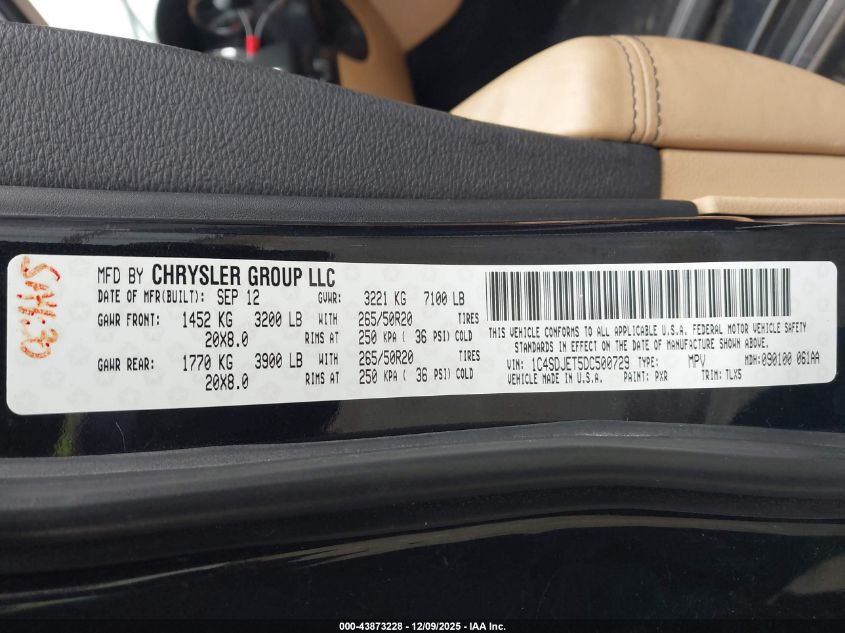 MFD BY CHRYSLER GROUP LLC
DATE OF MFR(BUILT): SEP 12 GVWR: 3221 KG 7100 LB
GAWR FRONT: 1452 KG 3200 LB WITH 265/50R20 TIRES
20X8.0 RIMS AT 250 KPA ( 36 PSI) COLD
GAWR REAR: 1770 KG 3900 LB WITH 265/50R20 TIRES
20X8.0 RIMS AT 250 KPA ( 36 PSI) COLD
THIS VEHICLE CONFORMS TO ALL APPLICABLE U.S.A. FEDERAL MOTOR VEHICLE SAFETY
STANDARDS IN EFFECT ON THE DATE OF MANUFACTURE SHOWN ABOVE.
VIN: 1C4SDJET5DC500729 TYPE: MPV MDH: 090100 061AA
VEHICLE MADE IN U.S.A. PAINT: PXR TRIM: TLX5
000-43873228 - 12/09/2025 - IAA Inc.